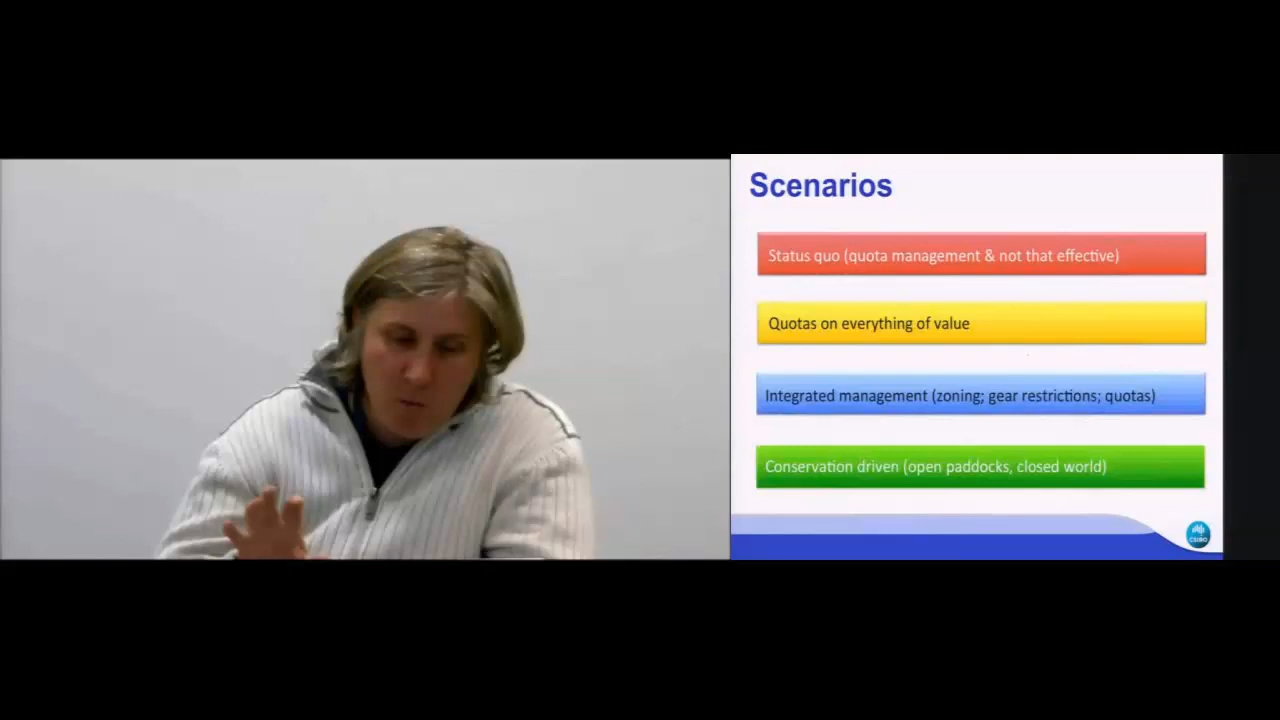 Scenarios
Status quo (quota management & not that effective)
Quotas on everything of value
Integrated management (zoning; gear restrictions; quotas)
Conservation driven (open paddocks, closed world)
CSIRO